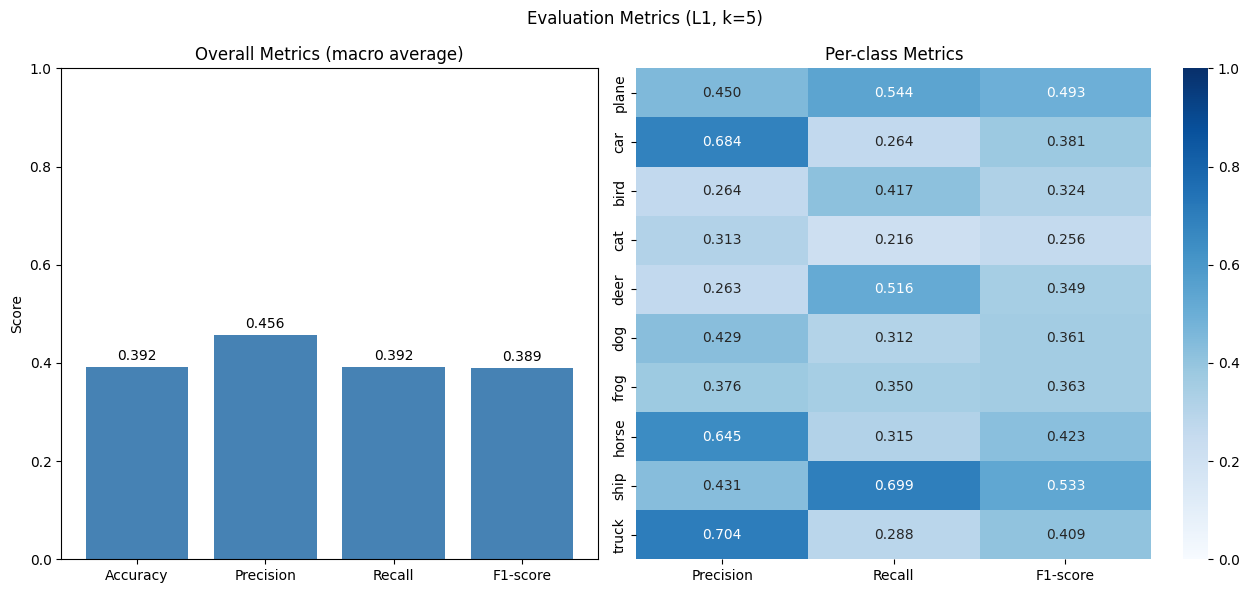 Evaluation Metrics (L1, k=5)
Overall Metrics (macro average)
Score
1.0
0.8
0.6
0.4
0.2
0.0
0.392
0.456
0.392
0.389
Accuracy Precision Recall F1-score
Per-class Metrics
plane 0.450 0.544 0.493
car 0.684 0.264 0.381
bird 0.264 0.417 0.324
cat 0.313 0.216 0.256
deer 0.263 0.516 0.349
dog 0.429 0.312 0.361
frog 0.376 0.350 0.363
horse 0.645 0.315 0.423
ship 0.431 0.699 0.533
truck 0.704 0.288 0.409
Precision Recall F1-score
1.0
0.8
0.6
0.4
0.2
0.0